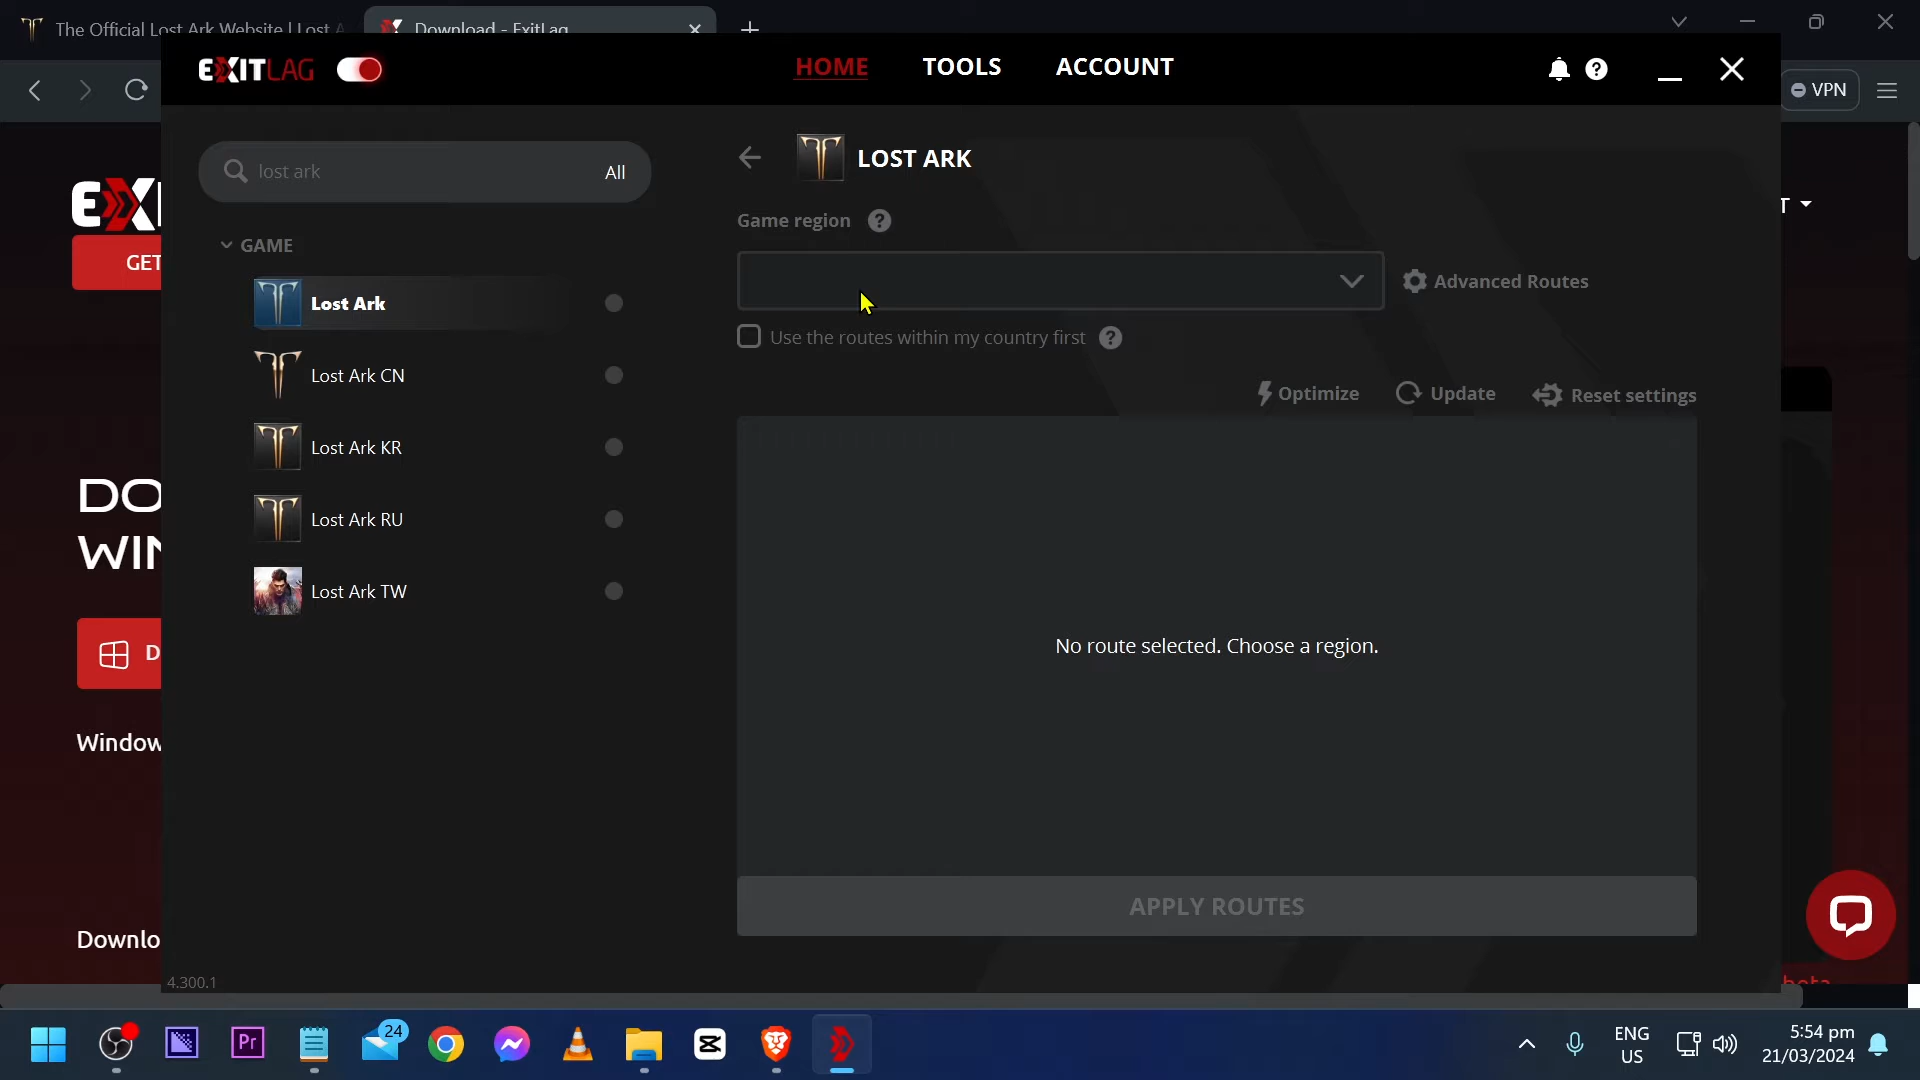 The Official Lost Ark Website | Lost A
Download - ExitLag
VPN
EXITLAG
HOME
TOOLS
ACCOUNT
lost ark
All
GAME
Lost Ark
Lost Ark CN
Lost Ark KR
Lost Ark RU
Lost Ark TW
LOST ARK
Game region
Advanced Routes
Use the routes within my country first
Optimize
Update
Reset settings
No route selected. Choose a region.
APPLY ROUTES
4.300.1
EXI
GET
T
DO
WIN
D
Window
Downlo
beta
24
Pr
ENG
US
5:54 pm
21/03/2024